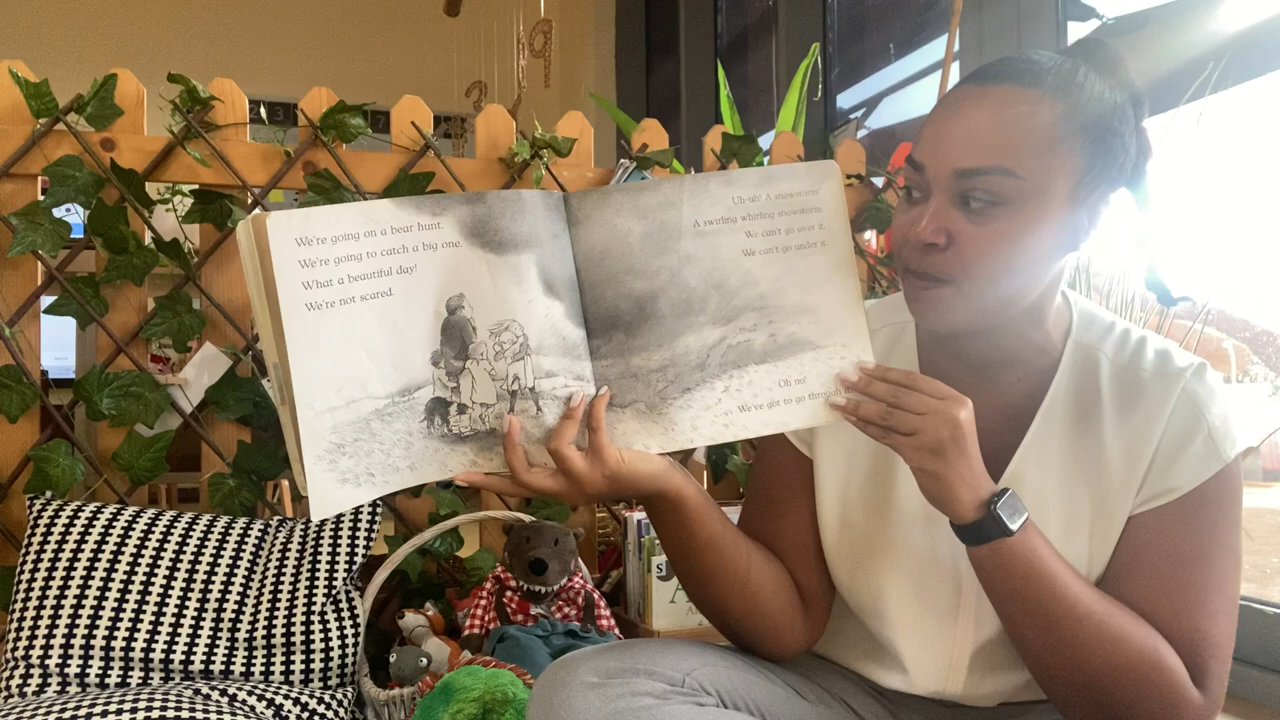 We're going on a bear hunt.
We're going to catch a big one.
What a beautiful day!
We're not scared.
Uh-uh! A snowstorm!
A swirling whirling snowstorm.
We can't go over it.
We can't go under it.
Oh no!
We've got to go through it!